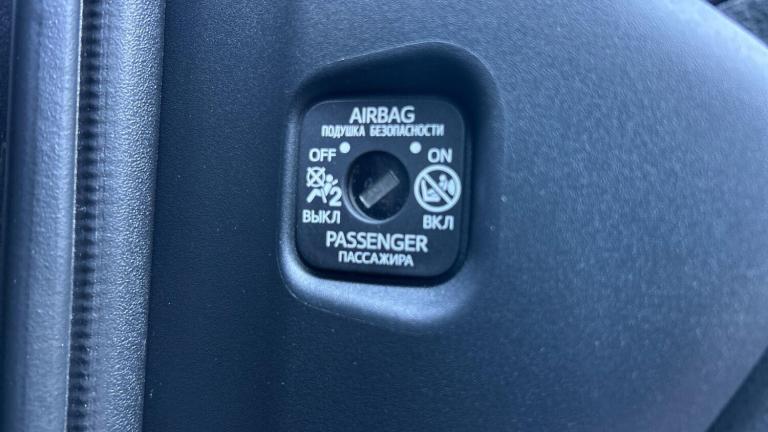 AIRBAG
ПОДУШКА БЕЗОПАСНОСТИ
OFF ON
2
ВЫКЛ ВКЛ
PASSENGER
ПАССАЖИРА